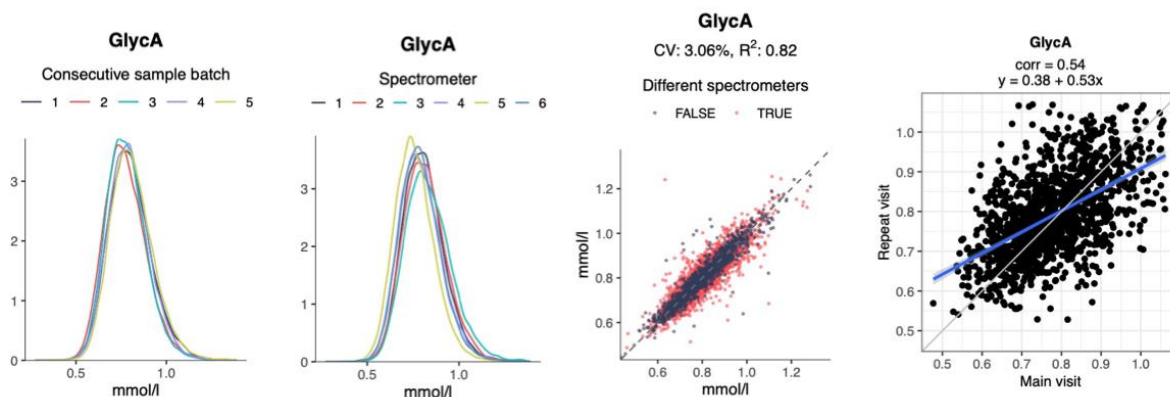 GlycA
Consecutive sample batch
1 2 3 4 5
3
2
1
0
0.5 1.0
mmol/l
GlycA
Spectrometer
1 2 3 4 5 6
3
2
1
0
0.5 1.0
mmol/l
GlycA
CV: 3.06%, R²: 0.82
Different spectrometers
FALSE TRUE
mmol/l
1.2
1.0
0.8
0.6
0.6 0.8 1.0 1.2
mmol/l
GlycA
corr = 0.54
y = 0.38 + 0.53x
Repeat visit
1.0
0.9
0.8
0.7
0.6
0.5
0.5 0.6 0.7 0.8 0.9 1.0
Main visit